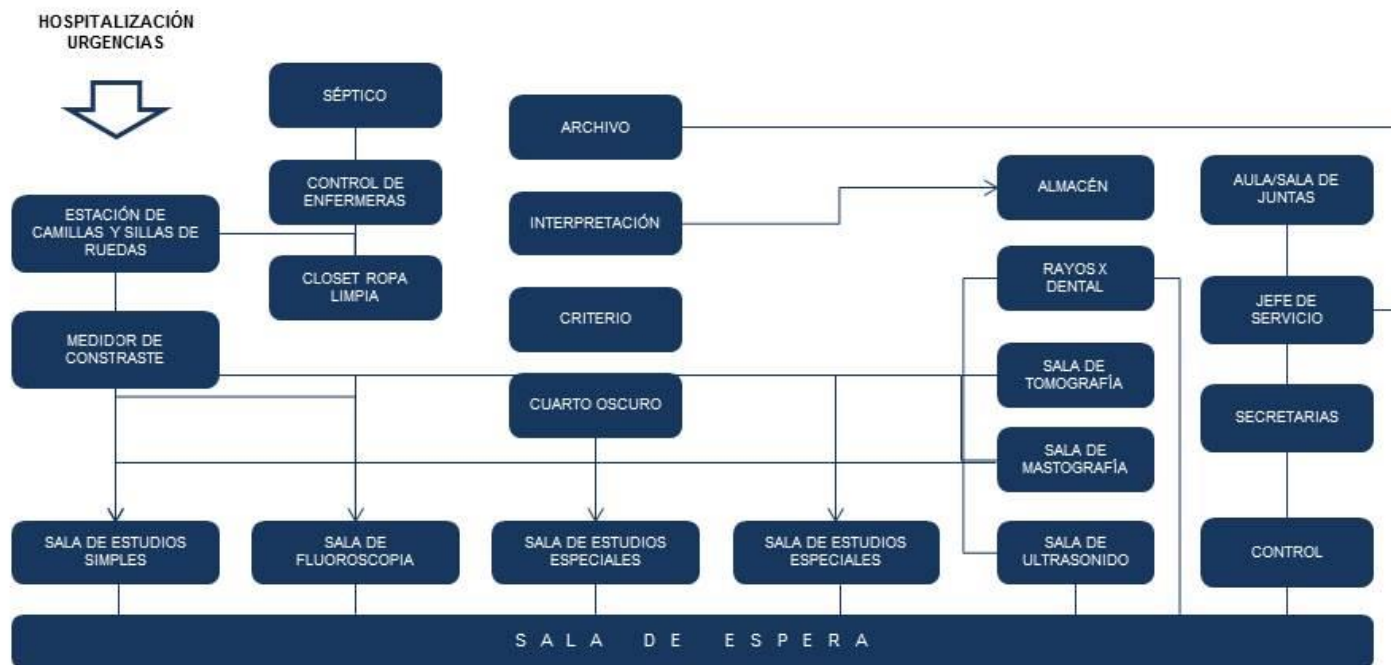 HOSPITALIZACIÓN
URGENCIAS
SÉPTICO
ARCHIVO
CONTROL DE
ENFERMERAS
ALMACÉN
AULA/SALA DE
JUNTAS
ESTACIÓN DE
CAMILLAS Y SILLAS DE
RUEDAS
INTERPRETACIÓN
CLOSET ROPA
LIMPIA
RAYOS X
DENTAL
CRITERIO
JEFE DE
SERVICIO
MEDIDOR DE
CONSTRASTE
SALA DE
TOMOGRAFÍA
CUARTO OSCURO
SECRETARIAS
SALA DE
MASTOGRAFÍA
SALA DE ESTUDIOS
SIMPLES
SALA DE
FLUOROSCOPIA
SALA DE ESTUDIOS
ESPECIALES
SALA DE ESTUDIOS
ESPECIALES
SALA DE
ULTRASONIDO
CONTROL
SALA DE ESPERA